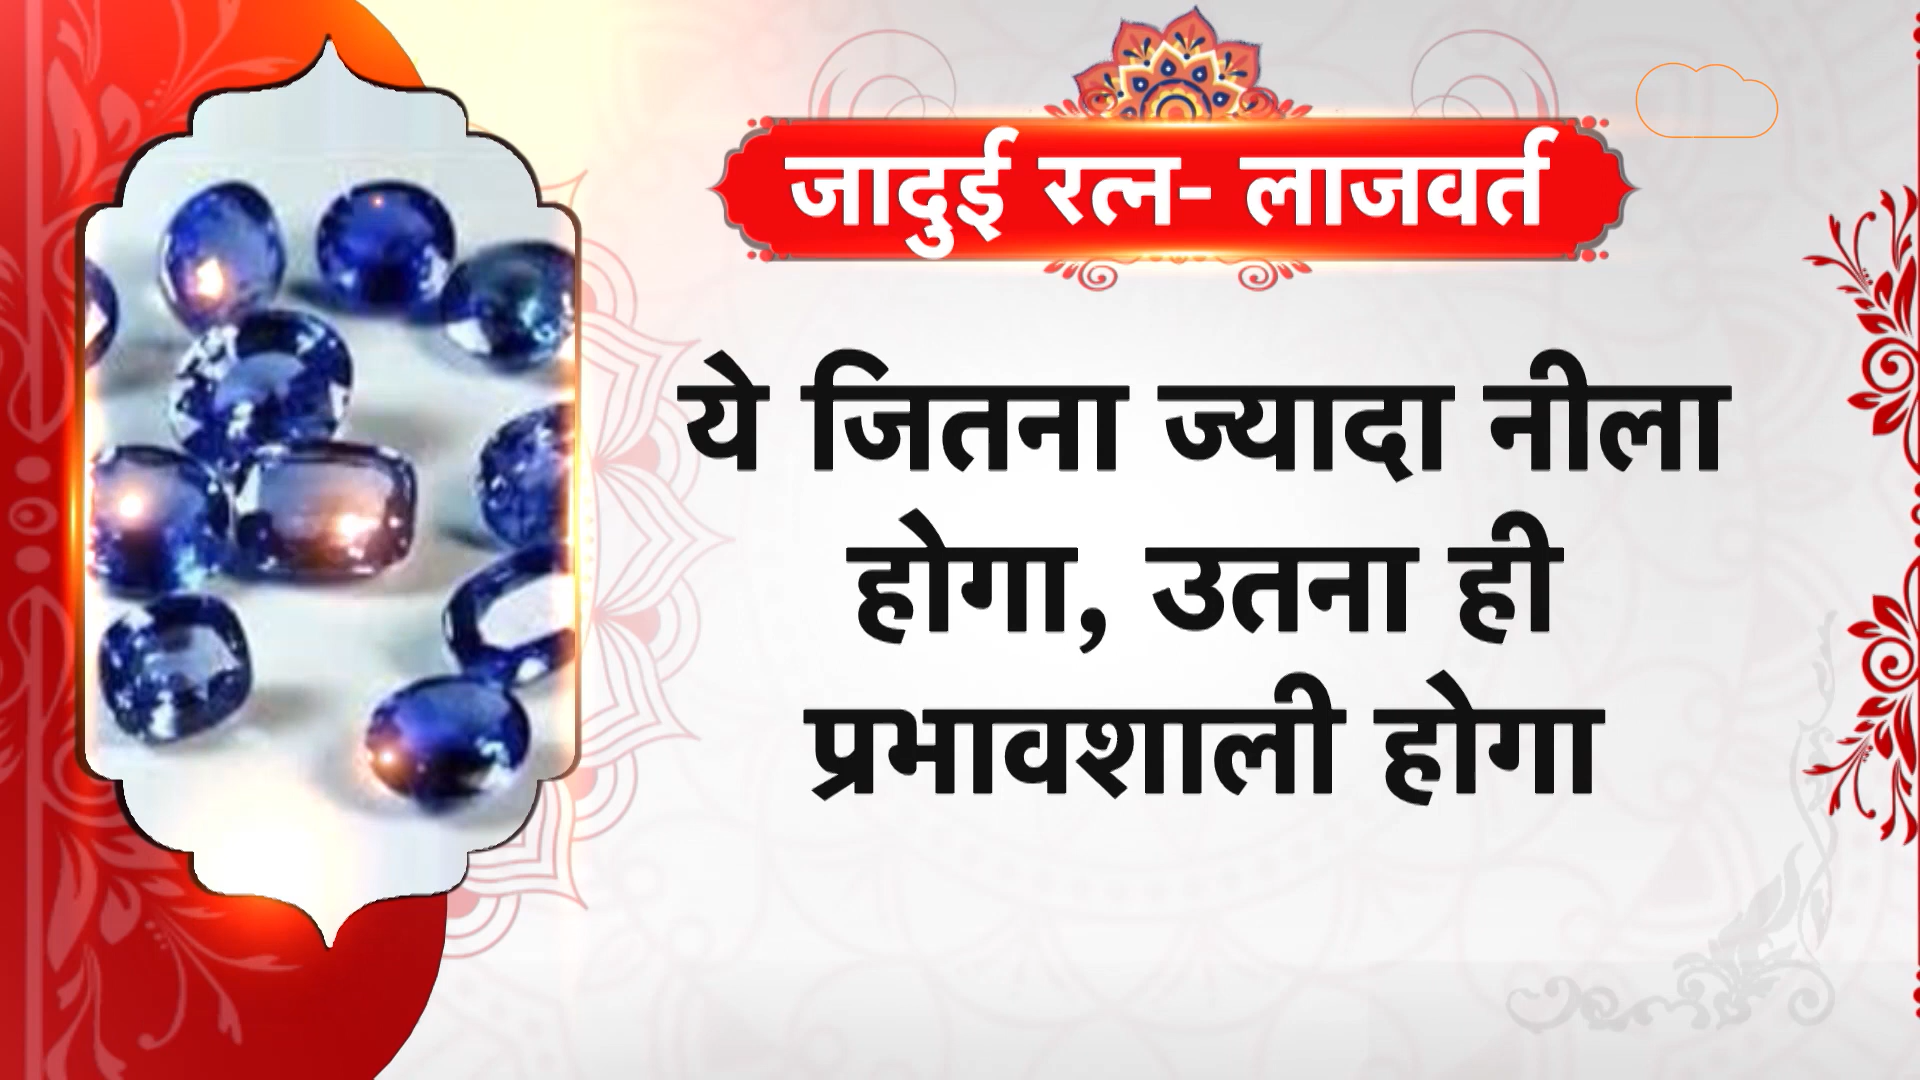 जादुई रत्न- लाजवर्त
ये जितना ज्यादा नीला
होगा, उतना ही
प्रभावशाली होगा